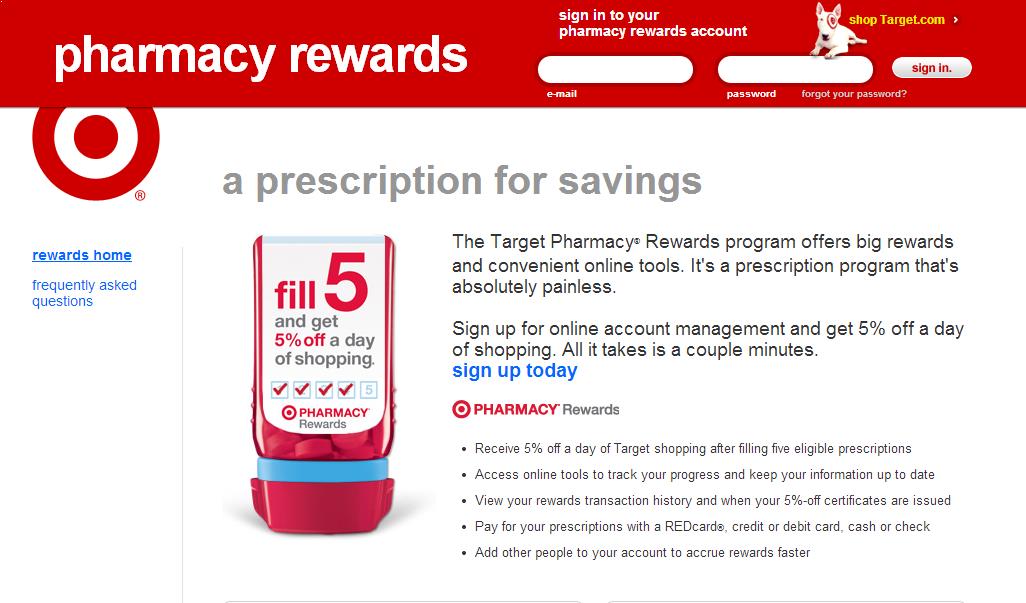 sign in to your
pharmacy rewards account
shop Target.com ›
pharmacy rewards
sign in.
e-mail
password
forgot your password?
®
a prescription for savings
rewards home
frequently asked
questions
fill 5
and get
5% off a day
of shopping.
5
PHARMACY
Rewards
The Target Pharmacy® Rewards program offers big rewards
and convenient online tools. It's a prescription program that's
absolutely painless.
Sign up for online account management and get 5% off a day
of shopping. All it takes is a couple minutes.
sign up today
PHARMACY Rewards
• Receive 5% off a day of Target shopping after filling five eligible prescriptions
• Access online tools to track your progress and keep your information up to date
• View your rewards transaction history and when your 5%-off certificates are issued
• Pay for your prescriptions with a REDcard®, credit or debit card, cash or check
• Add other people to your account to accrue rewards faster